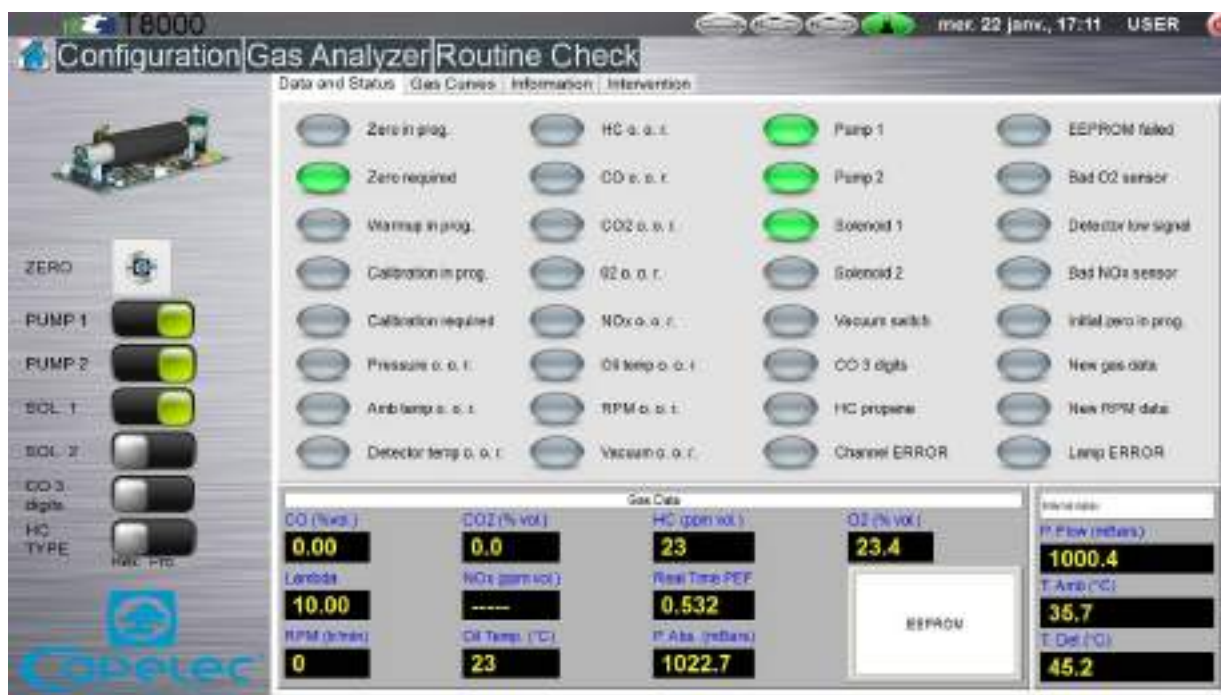 T8000
mer. 22 janv., 17:11 USER
Configuration Gas Analyzer Routine Check
Data and Status Gas Curves Information Intervention
Zero in prog. HC o. o. r. Pump 1 EEPROM failed
Zero required CO o. o. r. Pump 2 Bad O2 sensor
Warmup in prog. CO2 o. o. r. Solenoid 1 Detector low signal
ZERO
Calibration in prog. 02 o. o. r. Solenoid 2 Bad NOx sensor
PUMP 1
Calibration required NOx o. o. r. Vacuum switch Initial zero in prog.
PUMP 2
Pressure o. o. r. Oil temp o. o. r CO 3 digits New gas data
SOL. 1
Amb temp o. o. r. RPM o. o. r. HC propane New RPM data
SOL. 2
Detector temp o. o. r. Vacuum o. o. r. Channel ERROR Lamp ERROR
CO 3
digits
HC
TYPE
Hex. Pro.
Gas Data
CO (%vol.) CO2 (% vol.) HC (ppm vol.) O2 (% vol.)
0.00 0.0 23 23.4
Lambda NOx (ppm vol.) Real Time PEF
10.00 ----- 0.532
EEPROM
RPM (tr/min) Oil Temp. (°C) P. Abs. (mBars)
0 23 1022.7
P. Flow (mBars)
1000.4
T. Amb (°C)
35.7
T. Det (°C)
45.2
Copelec